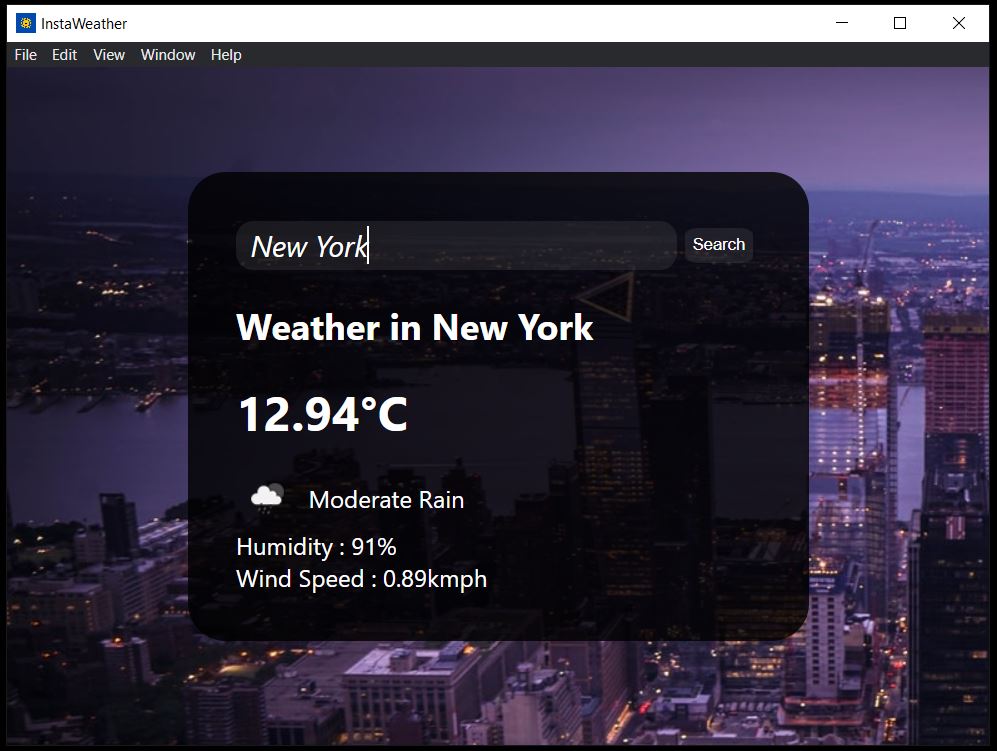 InstaWeather
File Edit View Window Help
New York Search
Weather in New York
12.94°C
Moderate Rain
Humidity : 91%
Wind Speed : 0.89kmph